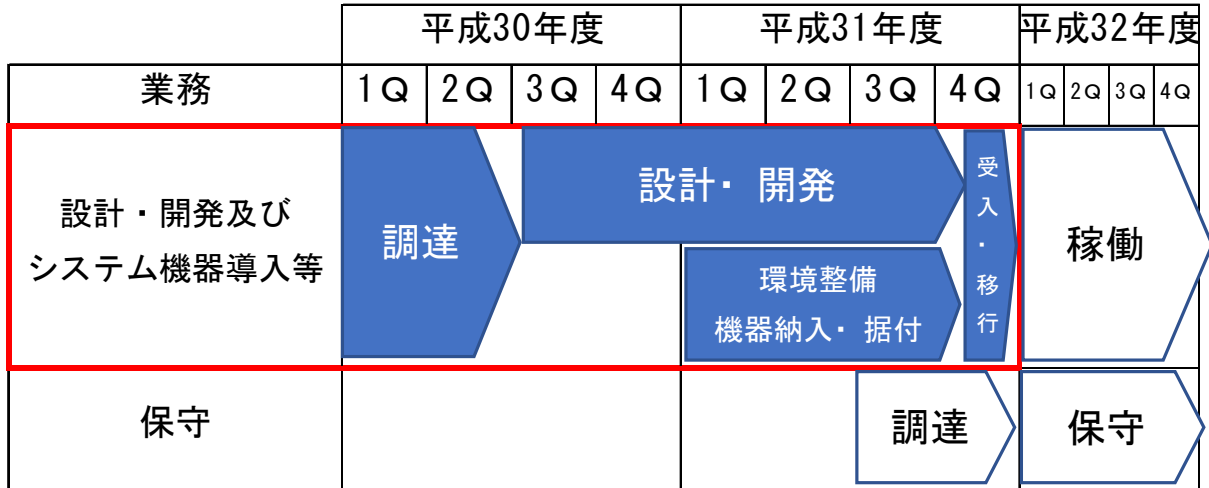 平成30年度 平成31年度 平成32年度
業務 1Q 2Q 3Q 4Q 1Q 2Q 3Q 4Q 1Q 2Q 3Q 4Q
設計・開発及び
システム機器導入等
調達
設計・開発
環境整備
機器納入・据付
受入・移行
稼働
保守
調達
保守